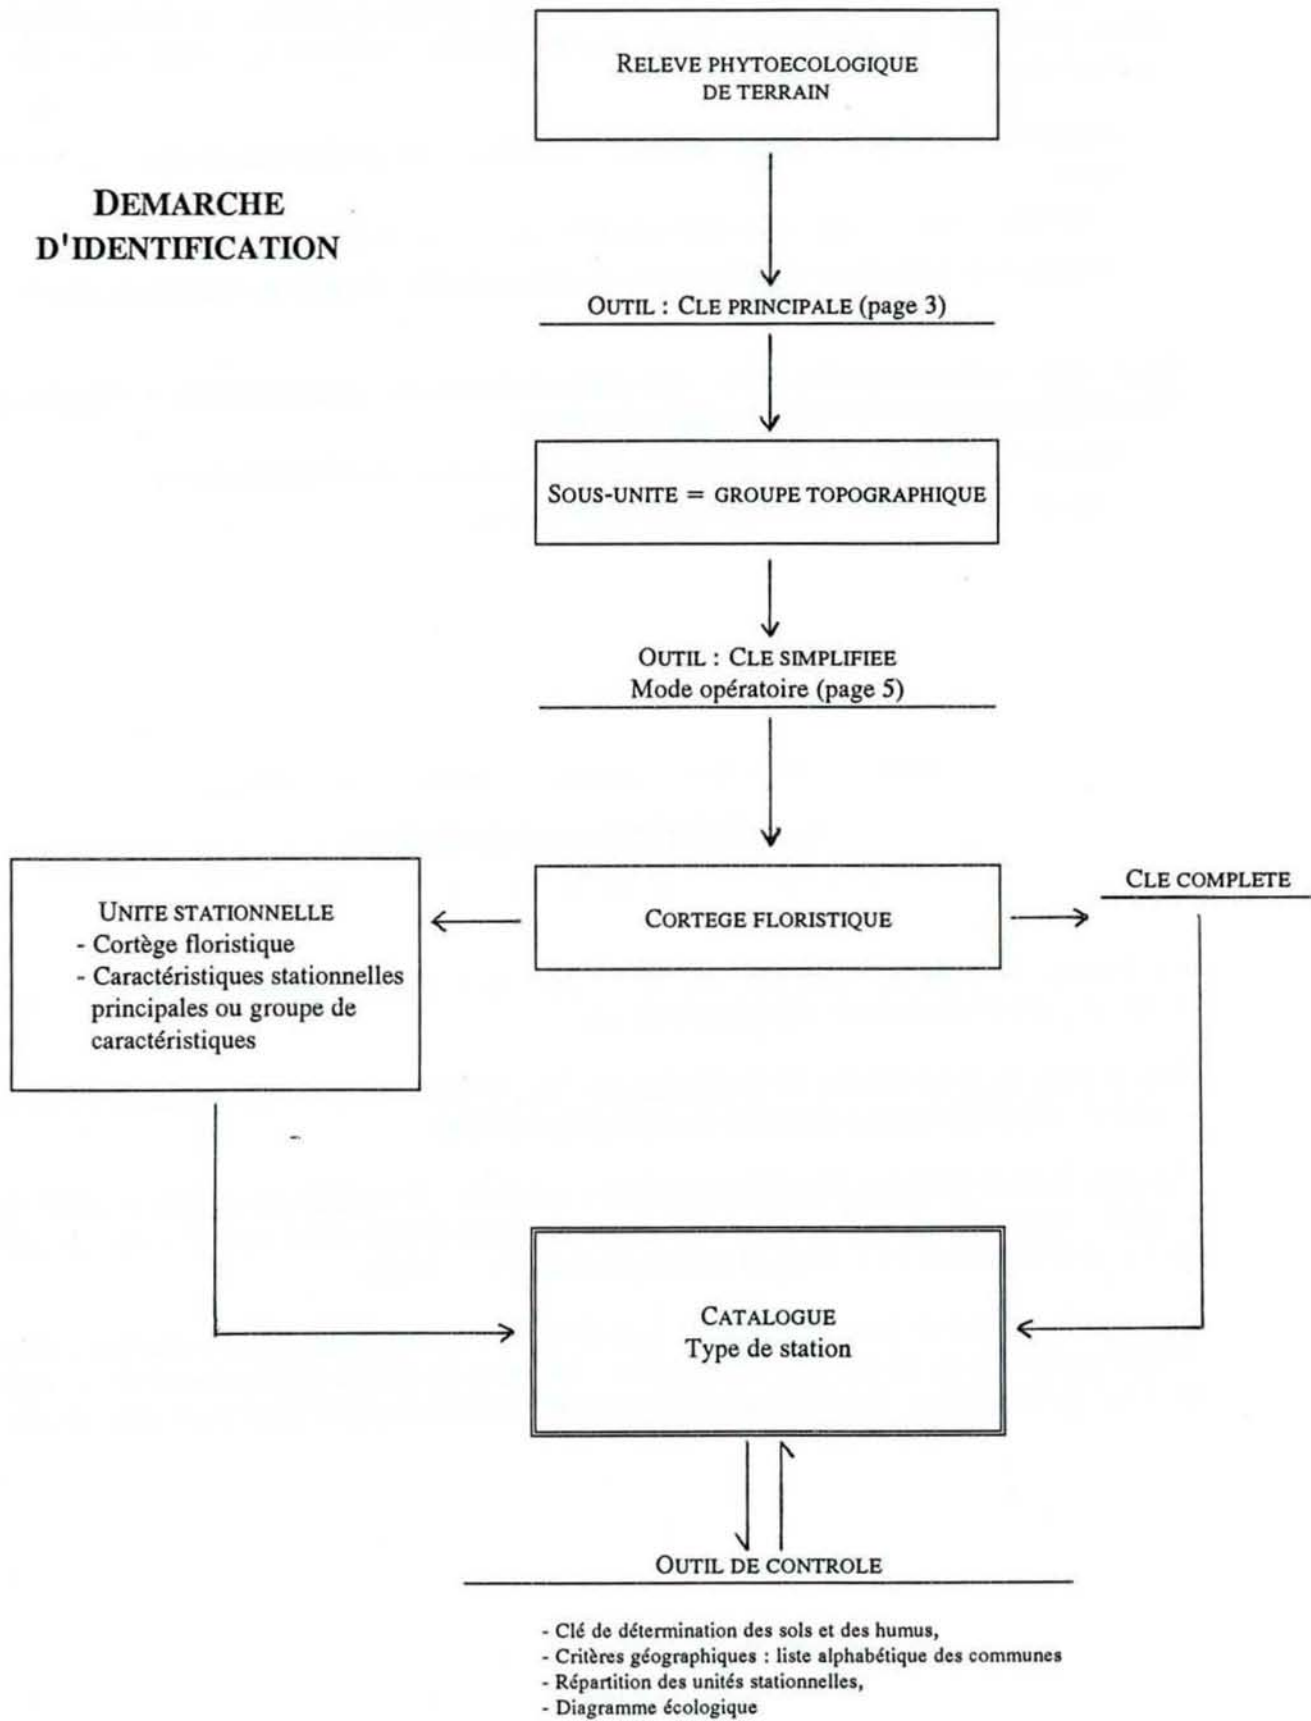 RELEVE PHYTOECOLOGIQUE
DE TERRAIN
DEMARCHE
D'IDENTIFICATION
OUTIL : CLE PRINCIPALE (page 3)
SOUS-UNITE = GROUPE TOPOGRAPHIQUE
OUTIL : CLE SIMPLIFIEE
Mode opératoire (page 5)
UNITE STATIONNELLE
- Cortège floristique
- Caractéristiques stationnelles
principales ou groupe de
caractéristiques
CORTEGE FLORISTIQUE
CLE COMPLETE
CATALOGUE
Type de station
OUTIL DE CONTROLE
- Clé de détermination des sols et des humus,
- Critères géographiques : liste alphabétique des communes
- Répartition des unités stationnelles,
- Diagramme écologique